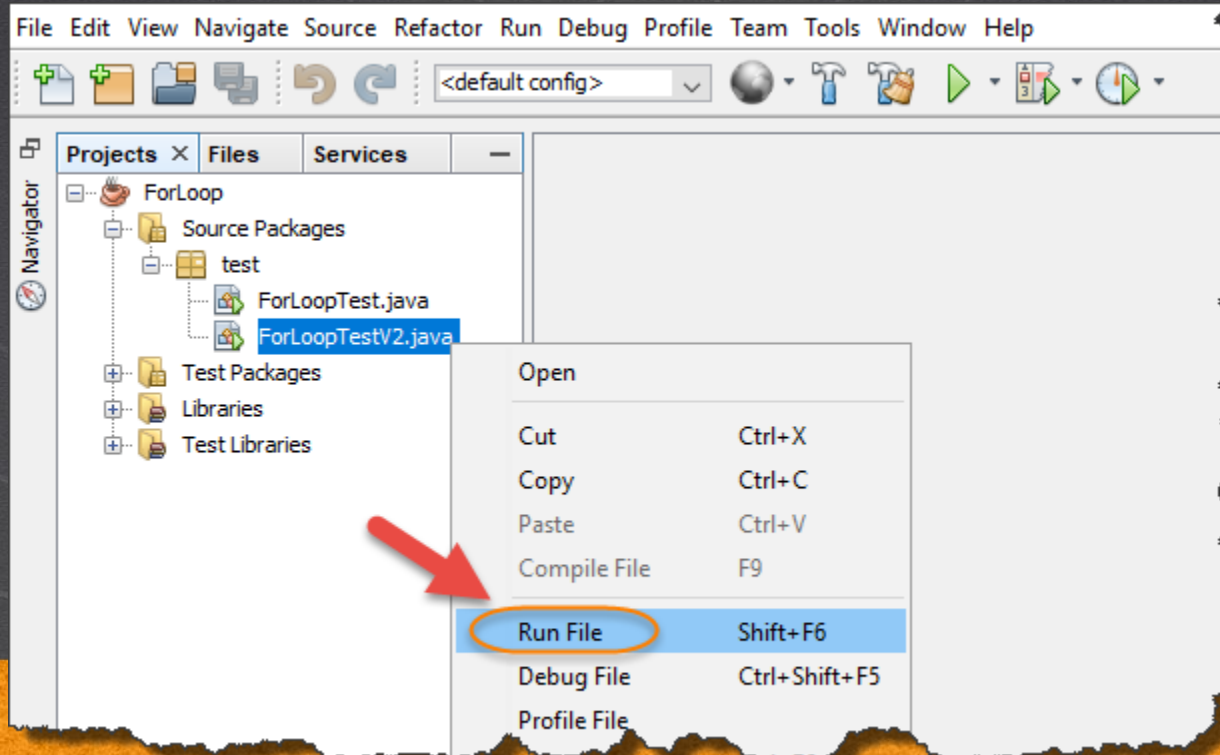 File Edit View Navigate Source Refactor Run Debug Profile Team Tools Window Help
<default config>
Projects Files Services
Navigator
ForLoop
Source Packages
test
ForLoopTest.java
ForLoopTestV2.java
Test Packages
Libraries
Test Libraries
Open
Cut Ctrl+X
Copy Ctrl+C
Paste Ctrl+V
Compile File F9
Run File Shift+F6
Debug File Ctrl+Shift+F5
Profile File